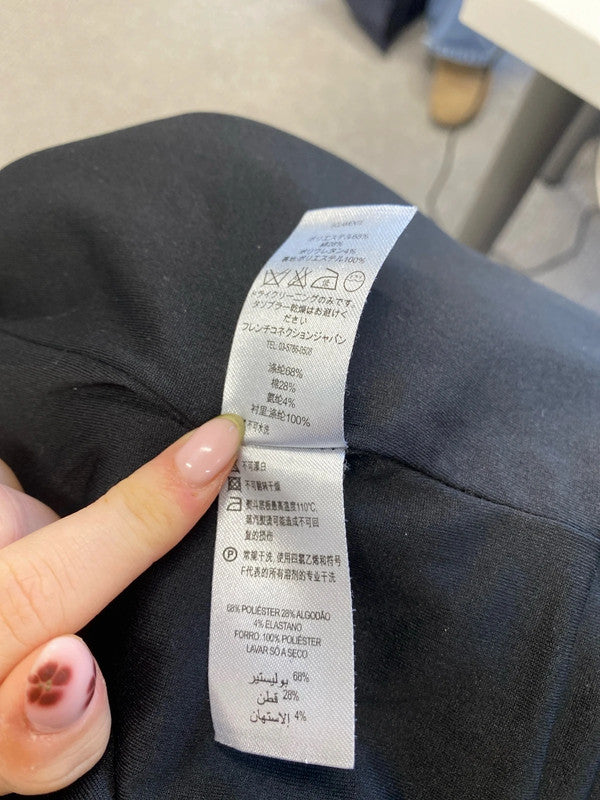 ポリエステル68%
綿28%
ポリウレタン4%
裏地:ポリエステル100%
ドライクリーニングのみです。
タンブラー乾燥はお避けく
ださい
フレンチコネクションジャパン
涤纶68%
棉28%
氨纶4%
衬里:涤纶100%
不可水洗
不可漂白
不可翻转干燥
熨斗底板最高温度110℃,
蒸汽熨烫可能造成不可回
复的损伤
P 常规干洗, 使用四氯乙烯和符号
F代表的所有溶剂的专业干洗
68% POLIÉSTER 28% ALGODÃO
4% ELASTANO
FORRO: 100% POLIÉSTER
LAVAR SÓ A SECO
68% بوليستير
28% قطن
4% الاستهان